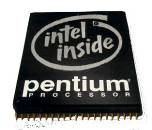 intel
inside
pentium
PROCESSOR